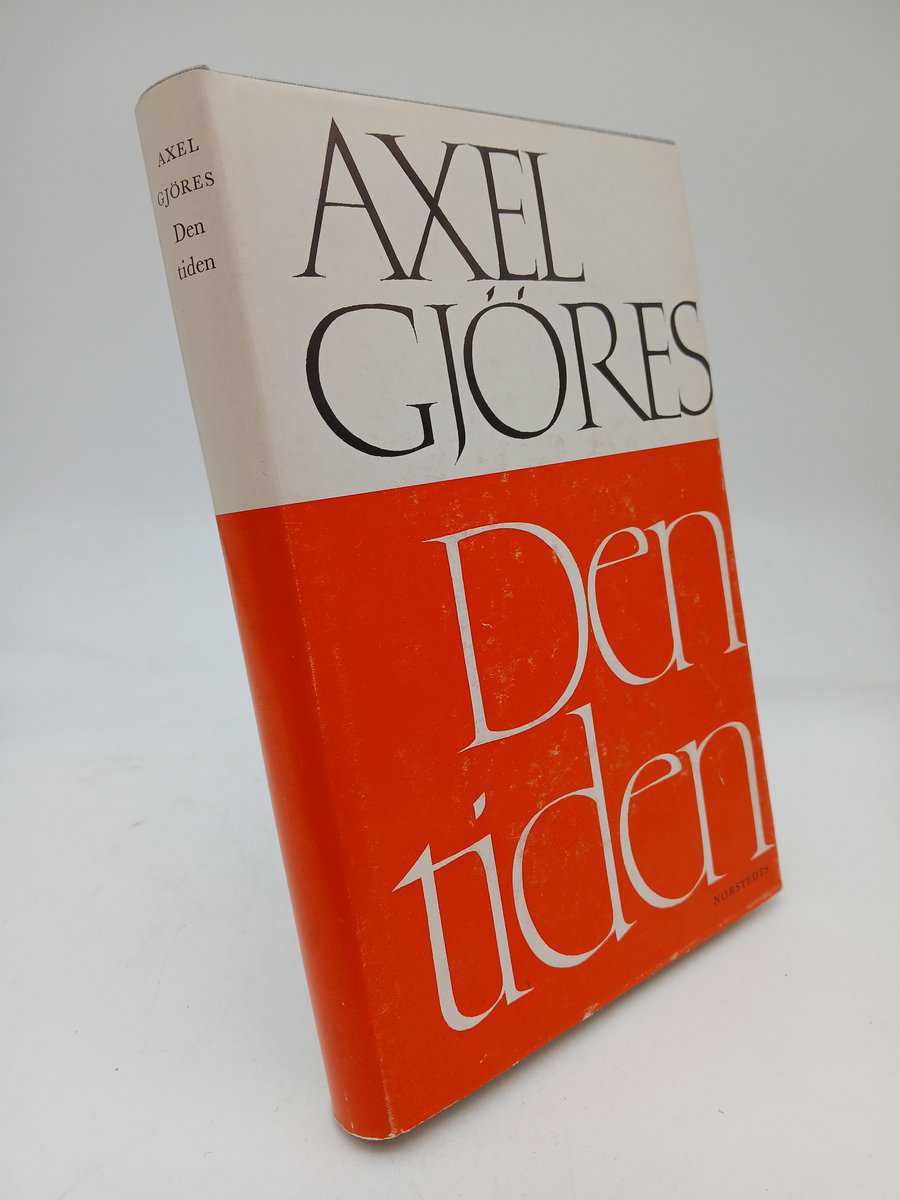 AXEL
GJÖRES
Den
tiden
AXEL
GJÖRES
Den
tiden
NORSTEDTS